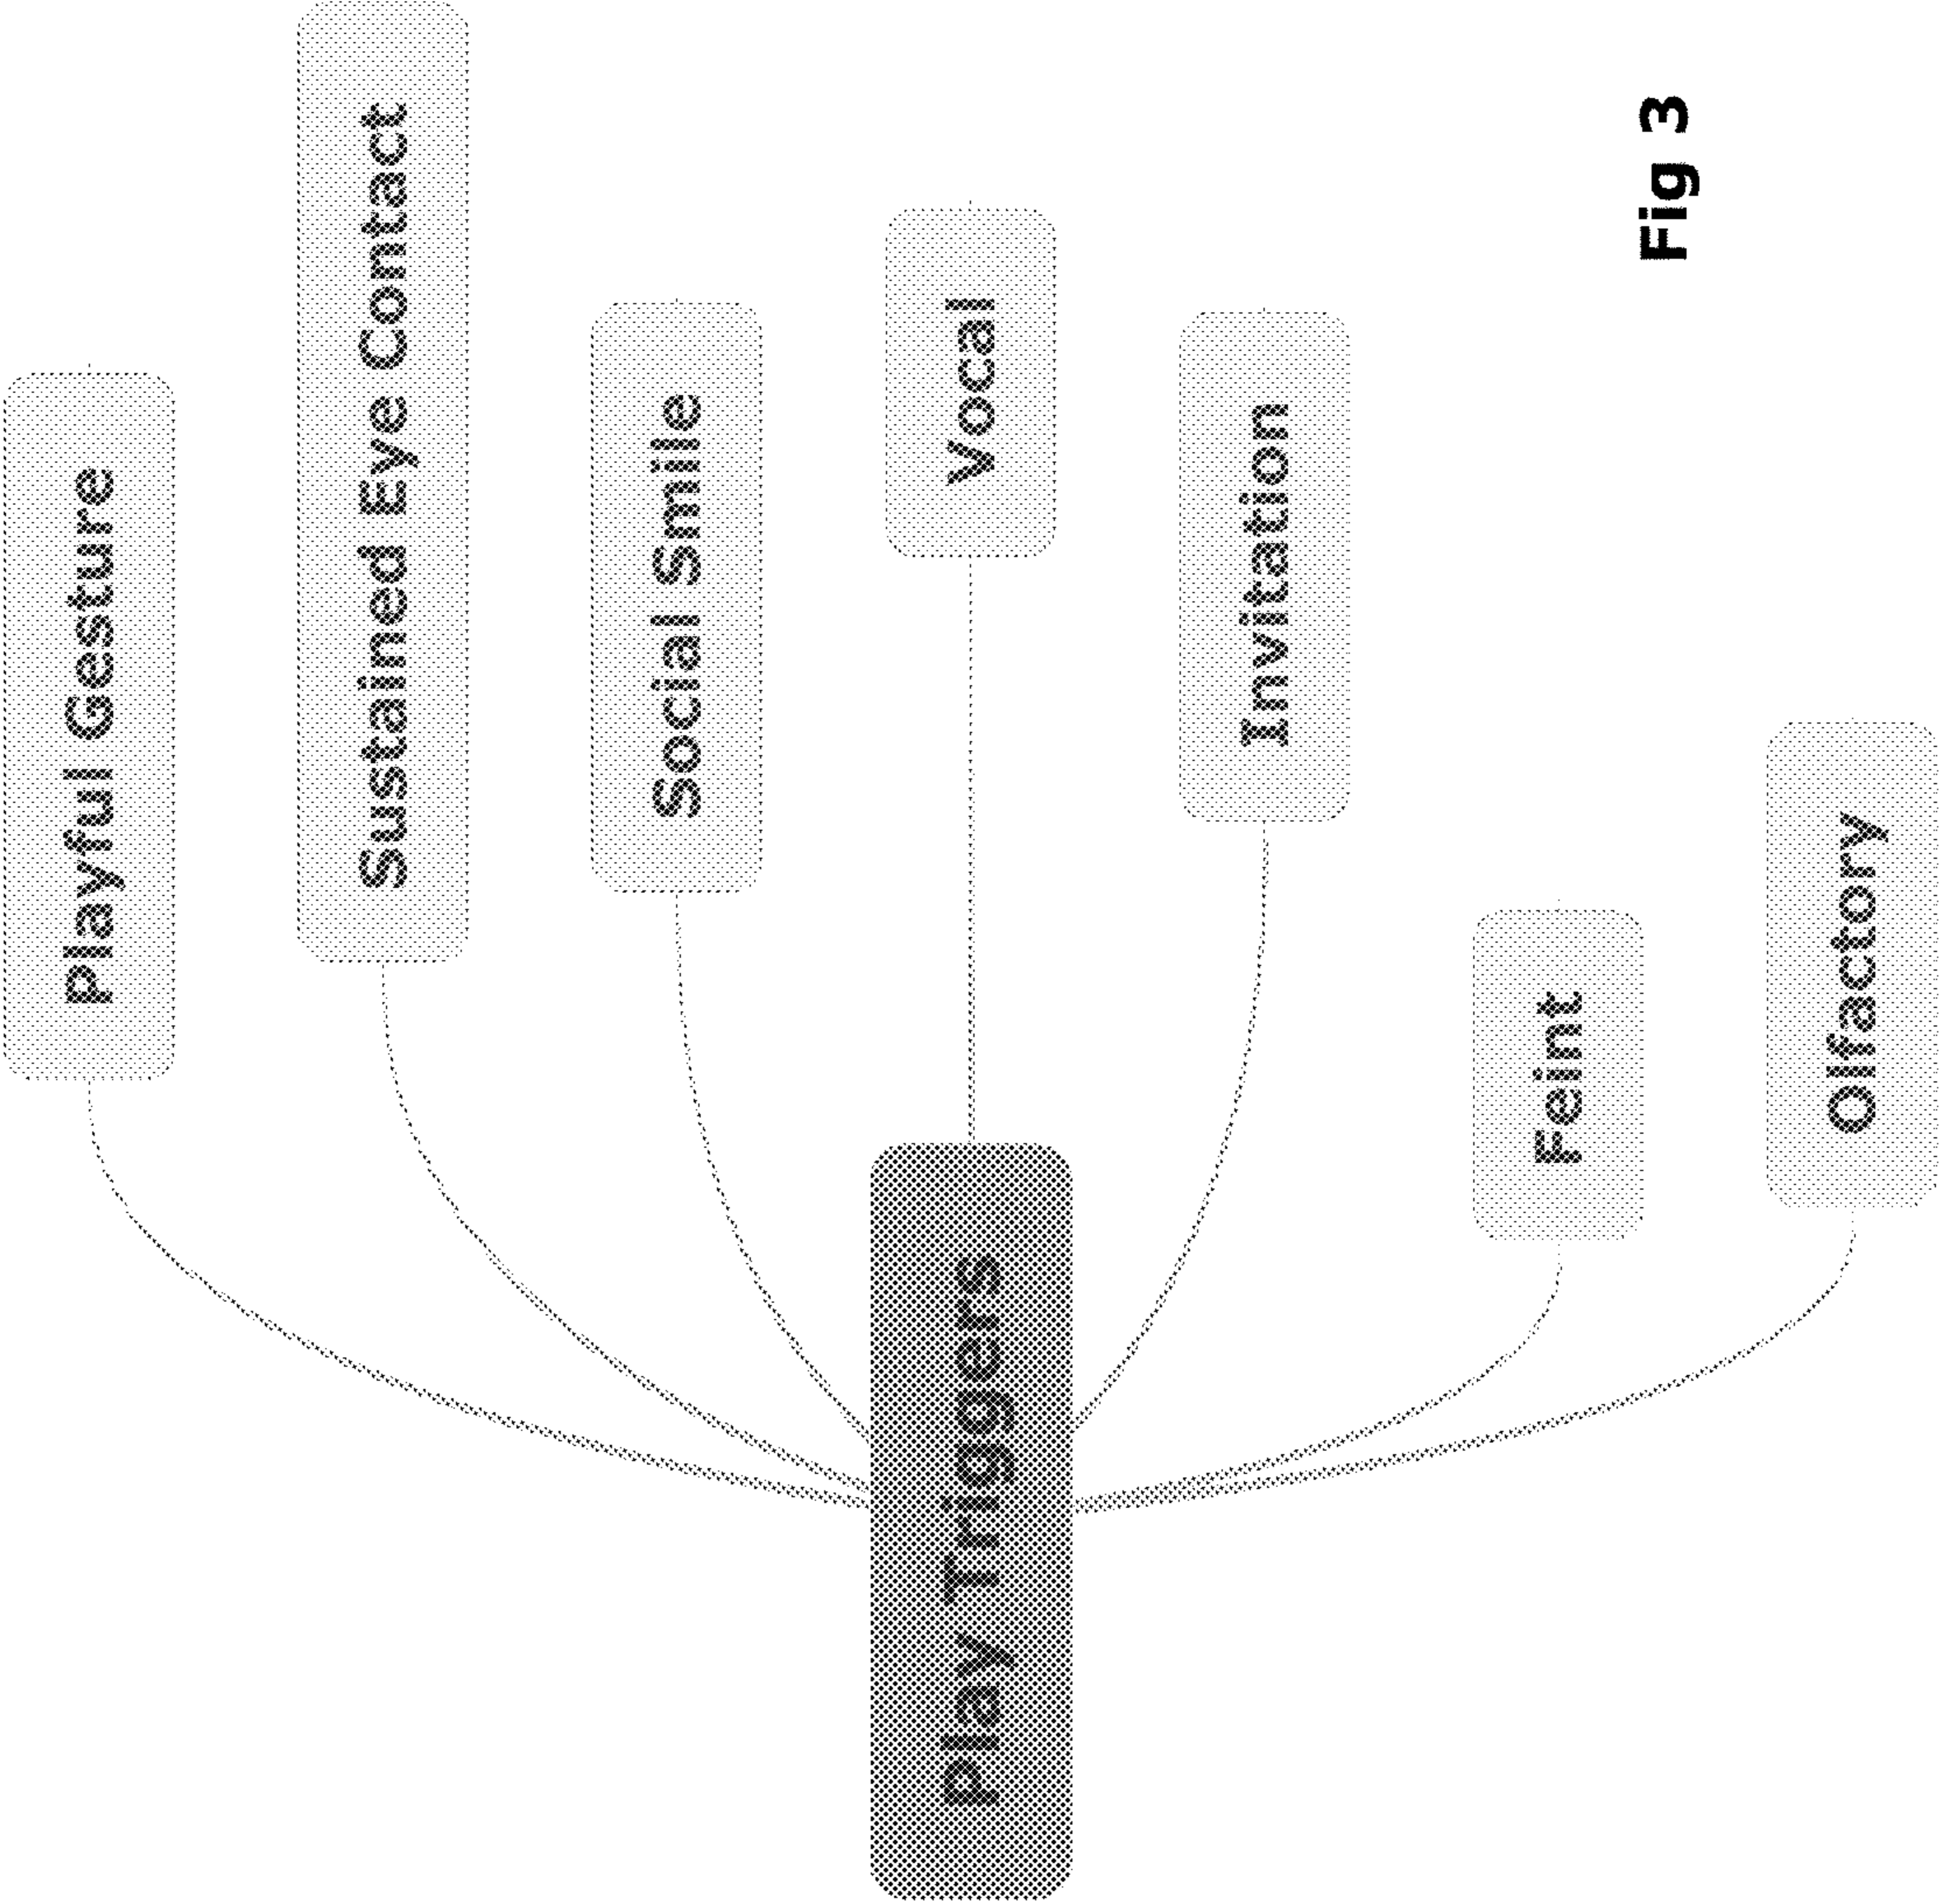 Playful Gesture
Sustained Eye Contact
Social Smile
Play Triggers
Vocal
Invitation
Feint
Olfactory
Fig 3